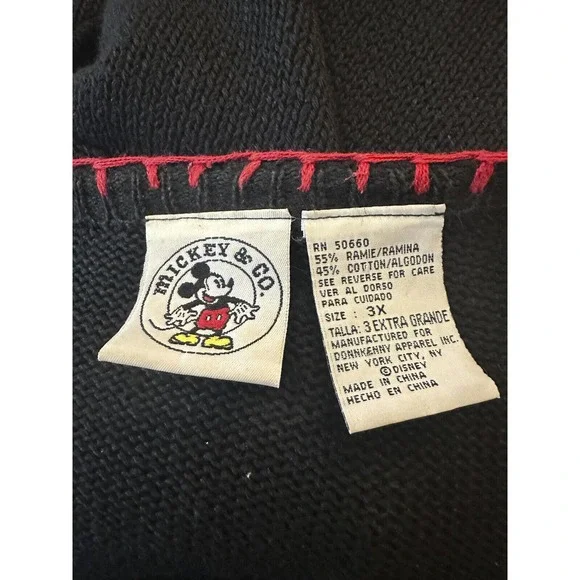 MICKEY & CO.
RN 50660
55% RAMIE/RAMINA
45% COTTON/ALGODON
SEE REVERSE FOR CARE
VER AL DORSO
PARA CUIDADO
SIZE : 3X
TALLA: 3 EXTRA GRANDE
MANUFACTURED FOR
DONNKENNY APPAREL INC.
NEW YORK CITY, NY
© DISNEY
MADE IN CHINA
HECHO EN CHINA